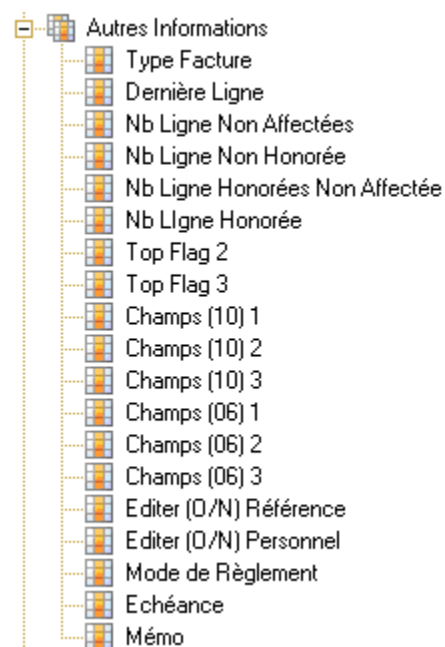 Autres Informations
Type Facture
Dernière Ligne
Nb Ligne Non Affectées
Nb Ligne Non Honorée
Nb Ligne Honorées Non Affectée
Nb LIgne Honorée
Top Flag 2
Top Flag 3
Champs (10) 1
Champs (10) 2
Champs (10) 3
Champs (06) 1
Champs (06) 2
Champs (06) 3
Editer (O/N) Référence
Editer (O/N) Personnel
Mode de Règlement
Echéance
Mémo